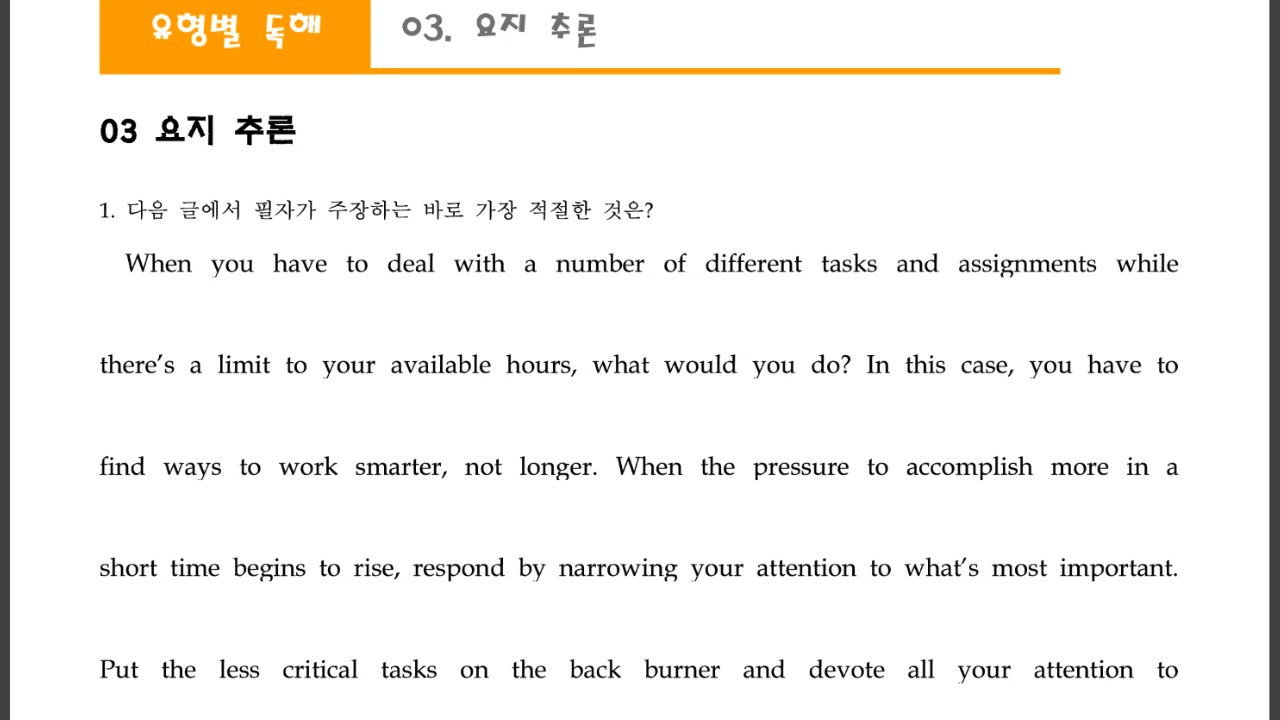 유형별 독해
03. 요지 추론
03 요지 추론
1. 다음 글에서 필자가 주장하는 바로 가장 적절한 것은?
When you have to deal with a number of different tasks and assignments while
there’s a limit to your available hours, what would you do? In this case, you have to
find ways to work smarter, not longer. When the pressure to accomplish more in a
short time begins to rise, respond by narrowing your attention to what’s most important.
Put the less critical tasks on the back burner and devote all your attention to